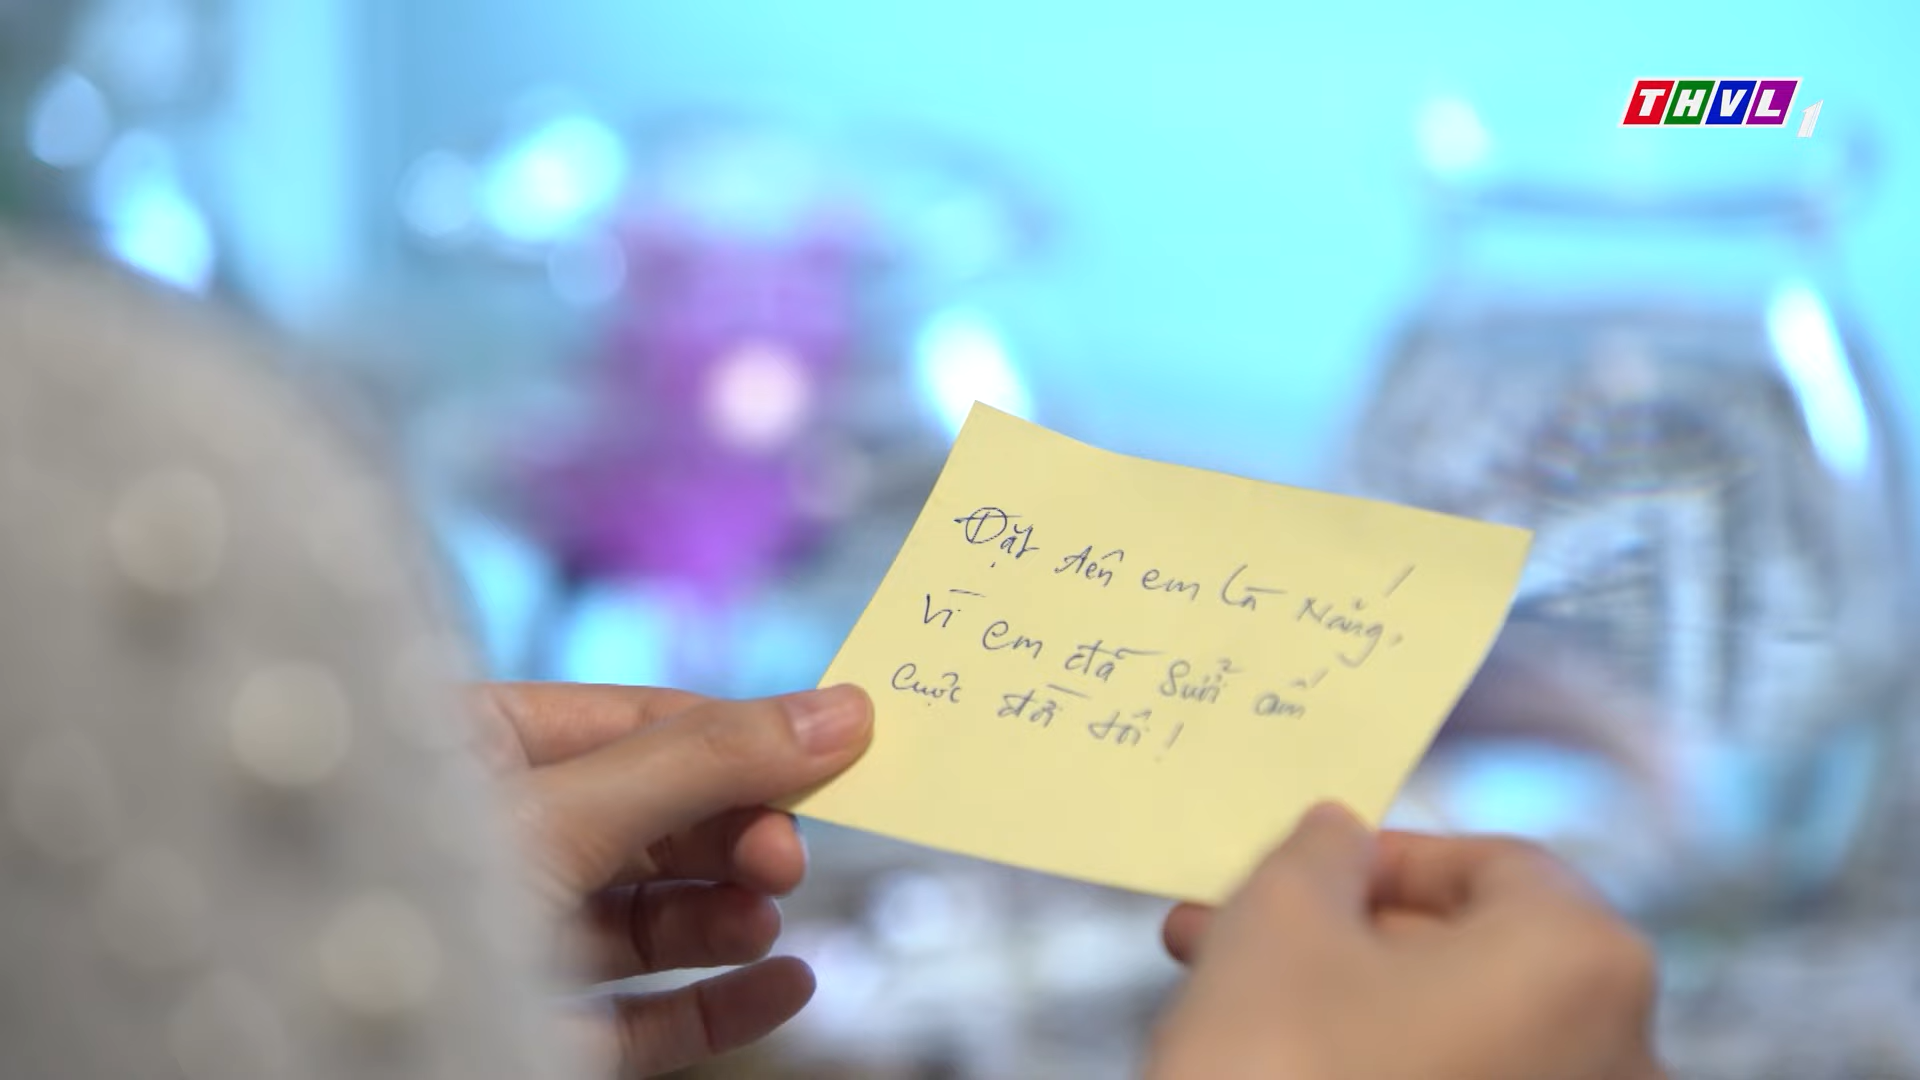 THVL1
Đặt tên em là Nắng,
vì em đã sưởi ấm
cuộc đời tôi!